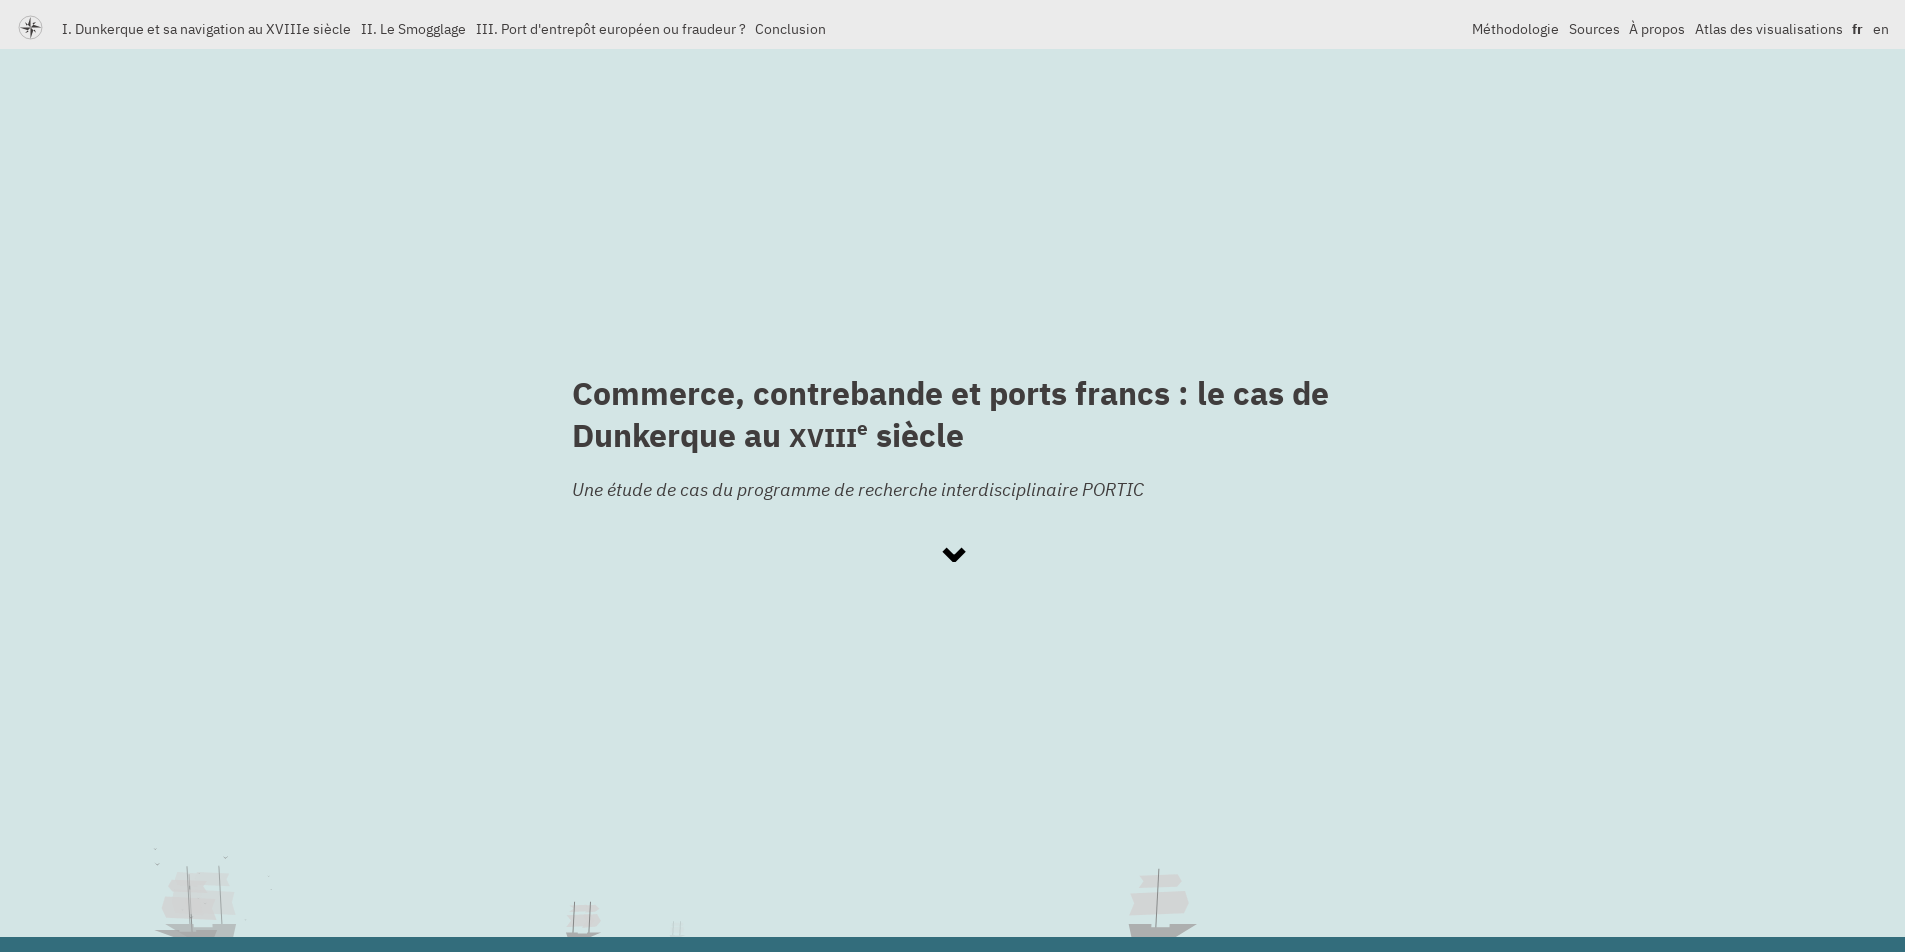 I. Dunkerque et sa navigation au XVIIIe siècle II. Le Smogglage III. Port d'entrepôt européen ou fraudeur ? Conclusion Méthodologie Sources À propos Atlas des visualisations fr en
Commerce, contrebande et ports francs : le cas de
Dunkerque au XVIIIe siècle
Une étude de cas du programme de recherche interdisciplinaire PORTIC